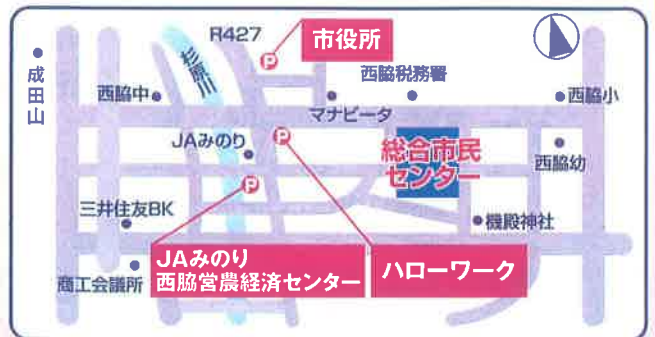 R427
市役所
成田山
杉原川
西脇税務署
西脇中
マナビータ
西脇小
JAみのり
総合市民
センター
西脇幼
三井住友BK
機殿神社
JAみのり
西脇営農経済センター
ハローワーク
商工会議所
P
P
P